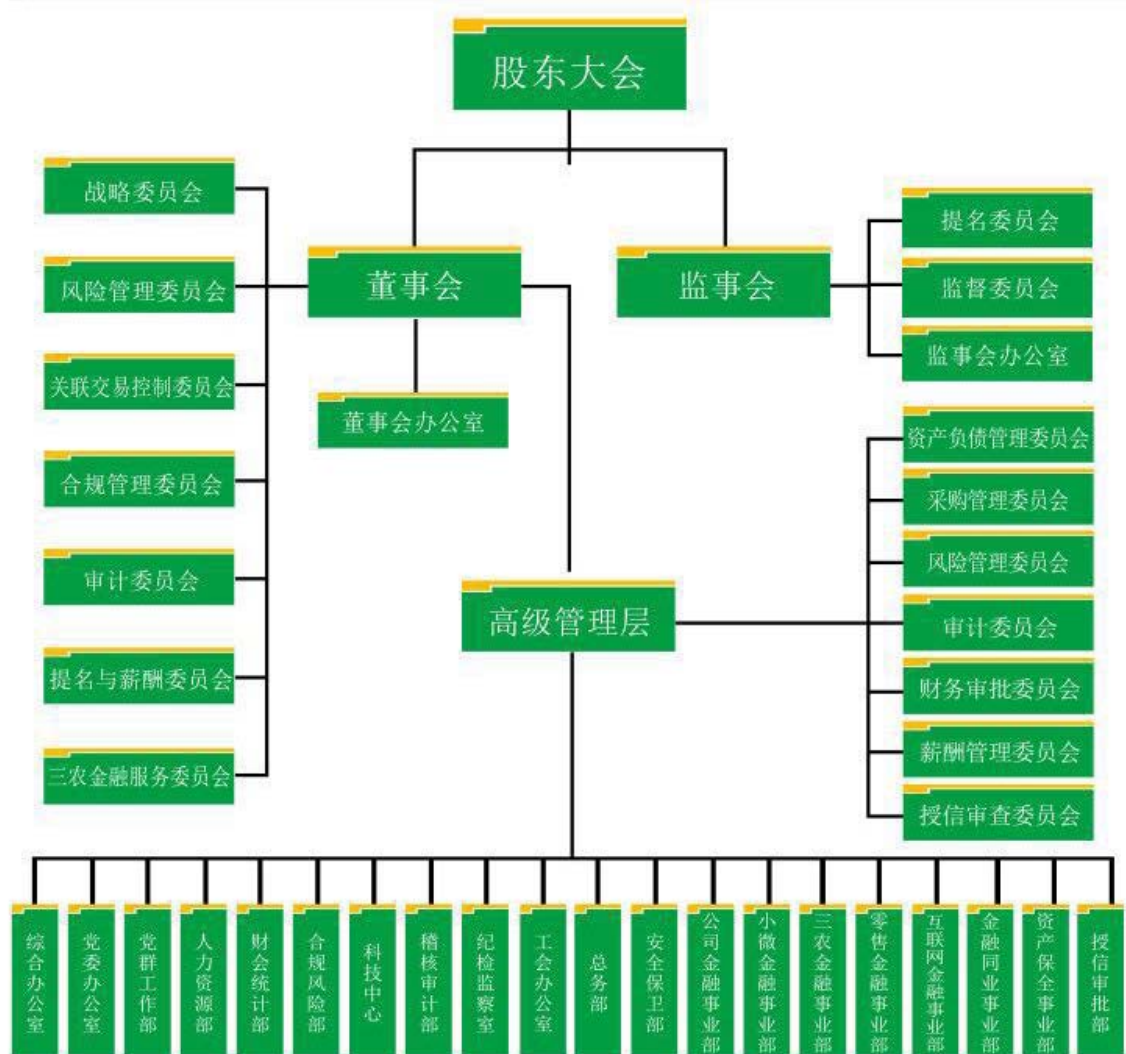 股东大会
战略委员会
风险管理委员会
关联交易控制委员会
合规管理委员会
审计委员会
提名与薪酬委员会
三农金融服务委员会
董事会
董事会办公室
监事会
提名委员会
监督委员会
监事会办公室
高级管理层
资产负债管理委员会
采购管理委员会
风险管理委员会
审计委员会
财务审批委员会
薪酬管理委员会
授信审查委员会
综合办公室
党委办公室
党群工作部
人力资源部
财会统计部
合规风险部
科技中心
稽核审计部
纪检监察室
工会办公室
总务部
安全保卫部
公司金融事业部
小微金融事业部
三农金融事业部
零售金融事业部
互联网金融事业部
金融同业事业部
资产保全事业部
授信审批部